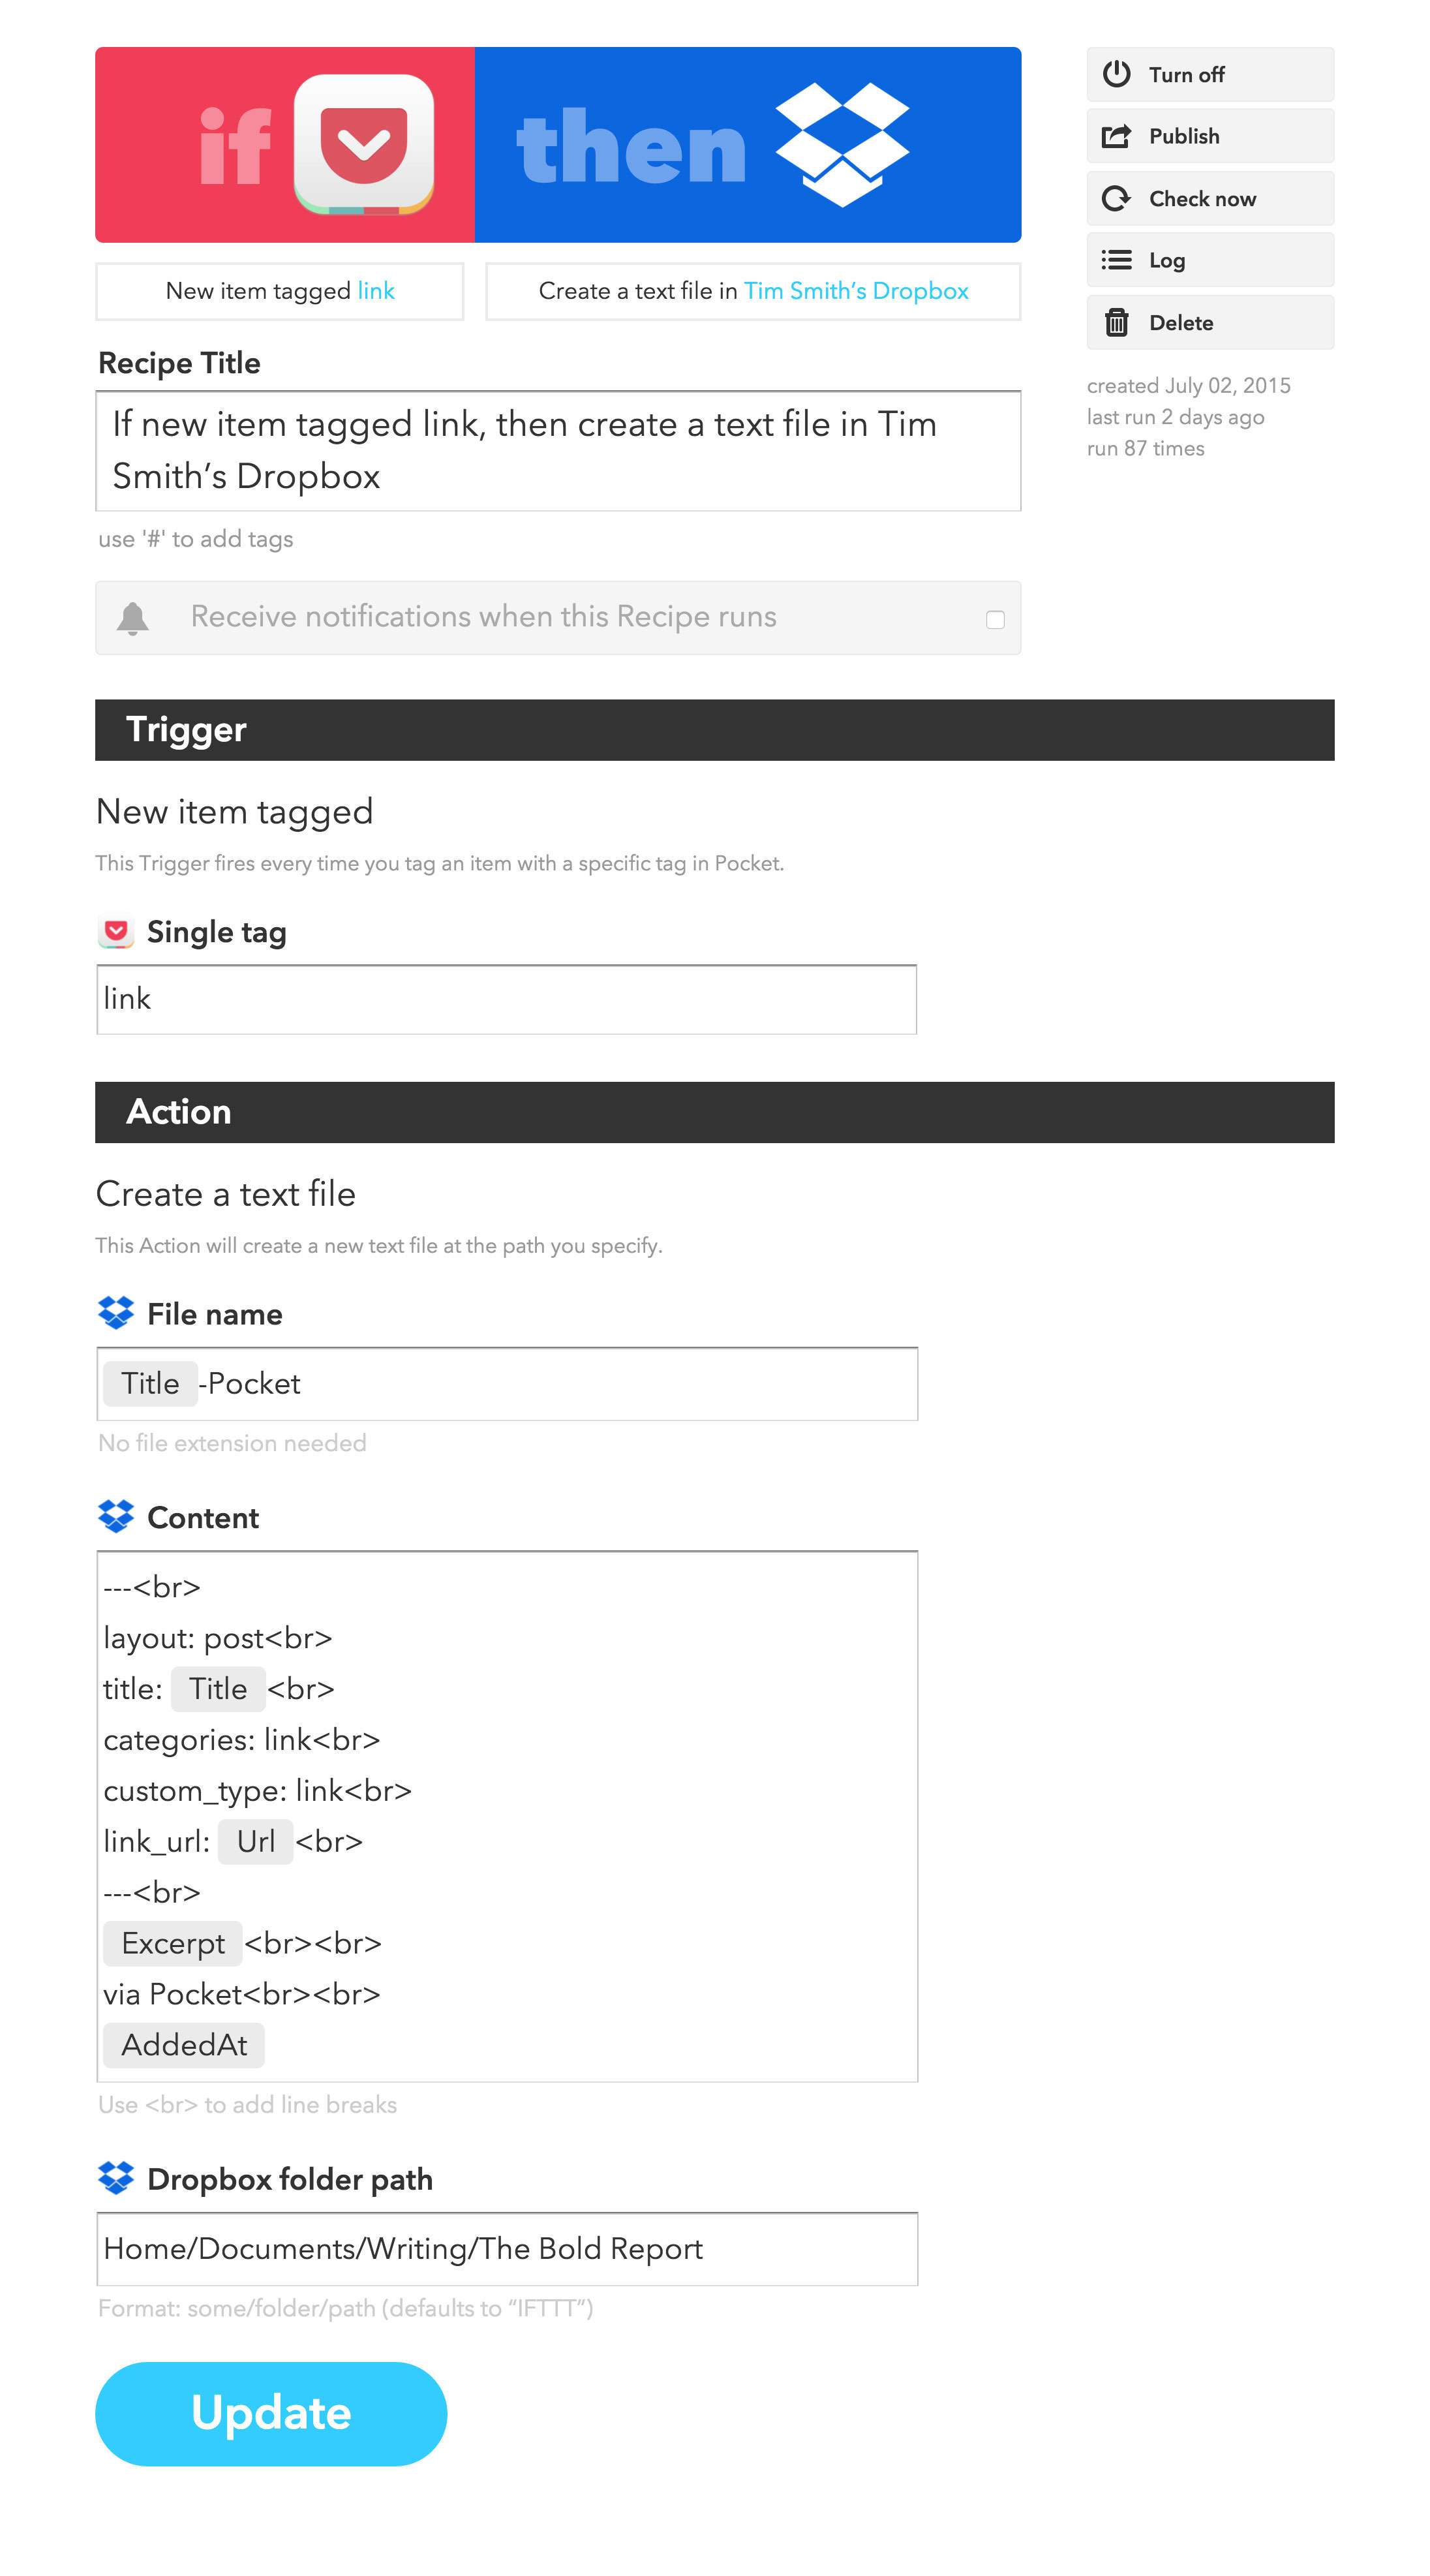 if then
New item tagged link
Create a text file in Tim Smith’s Dropbox
Turn off
Publish
Check now
Log
Delete
created July 02, 2015
last run 2 days ago
run 87 times
Recipe Title
If new item tagged link, then create a text file in Tim
Smith’s Dropbox
use '#' to add tags
Receive notifications when this Recipe runs
Trigger
New item tagged
This Trigger fires every time you tag an item with a specific tag in Pocket.
Single tag
link
Action
Create a text file
This Action will create a new text file at the path you specify.
File name
Title -Pocket
No file extension needed
Content
---<br>
layout: post<br>
title: Title <br>
categories: link<br>
custom_type: link<br>
link_url: Url <br>
---<br>
Excerpt <br><br>
via Pocket<br><br>
AddedAt
Use <br> to add line breaks
Dropbox folder path
Home/Documents/Writing/The Bold Report
Format: some/folder/path (defaults to “IFTTT”)
Update